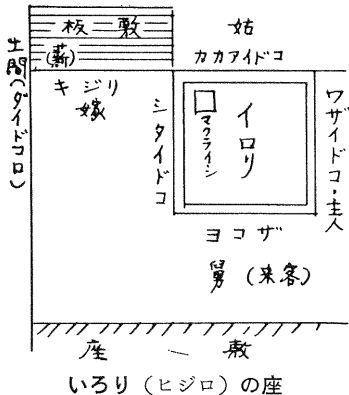 板敷
(薪)
姑
カカアイドコ
土間(ダイドコロ)
キジリ
嫁
シタイドコ
マクライシ
イロリ
ワザイドコ・主人
ヨコザ
舅(来客)
座敷
いろり(ヒジロ)の座